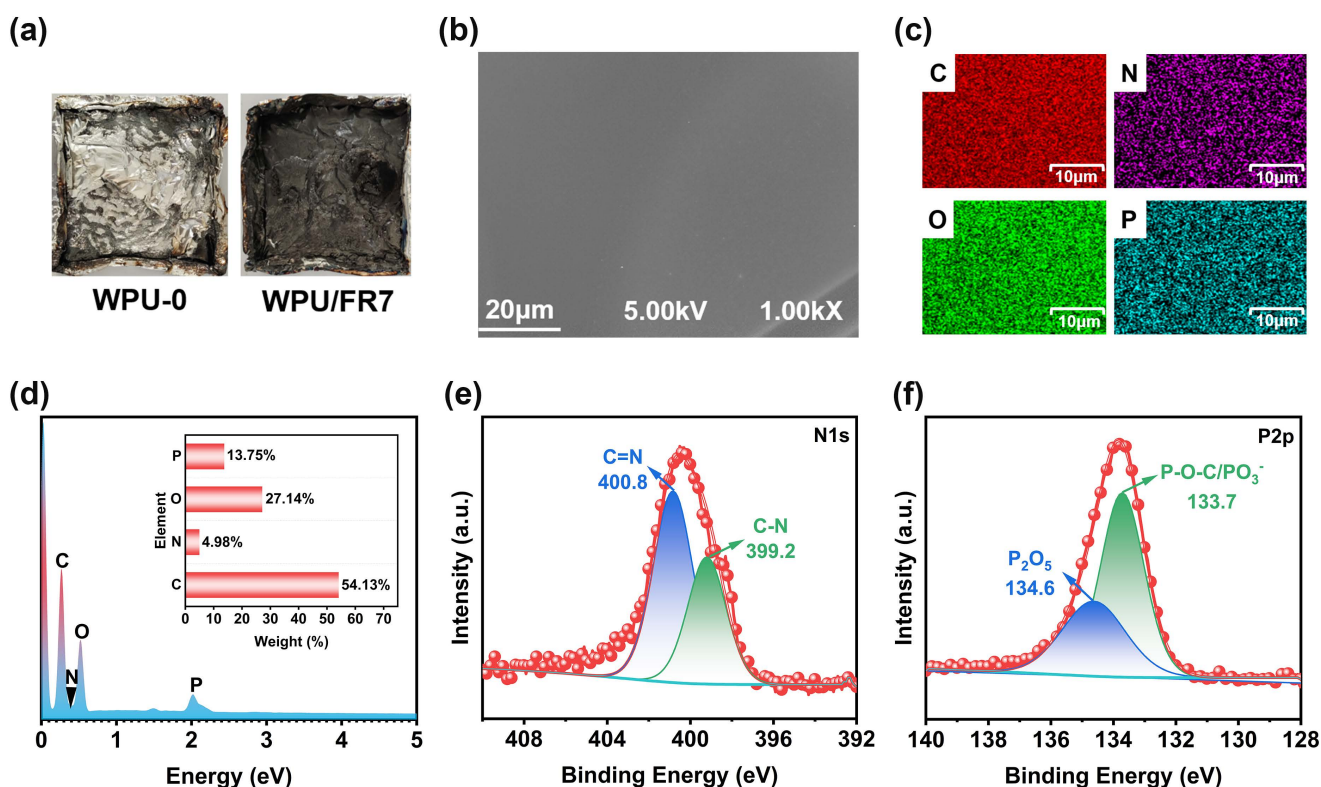 (a)
WPU-0
WPU/FR7
(b)
20μm
5.00kV
1.00kX
(c)
C
10μm
N
10μm
O
10μm
P
10μm
(d)
C
N
O
P
Element
P
O
N
C
13.75%
27.14%
4.98%
54.13%
0 10 20 30 40 50 60 70
Weight (%)
0 1 2 3 4 5
Energy (eV)
(e)
N1s
C=N
400.8
C-N
399.2
Intensity (a.u.)
408 404 400 396 392
Binding Energy (eV)
(f)
P2p
P-O-C/PO₃⁻
133.7
P₂O₅
134.6
Intensity (a.u.)
140 138 136 134 132 130 128
Binding Energy (eV)